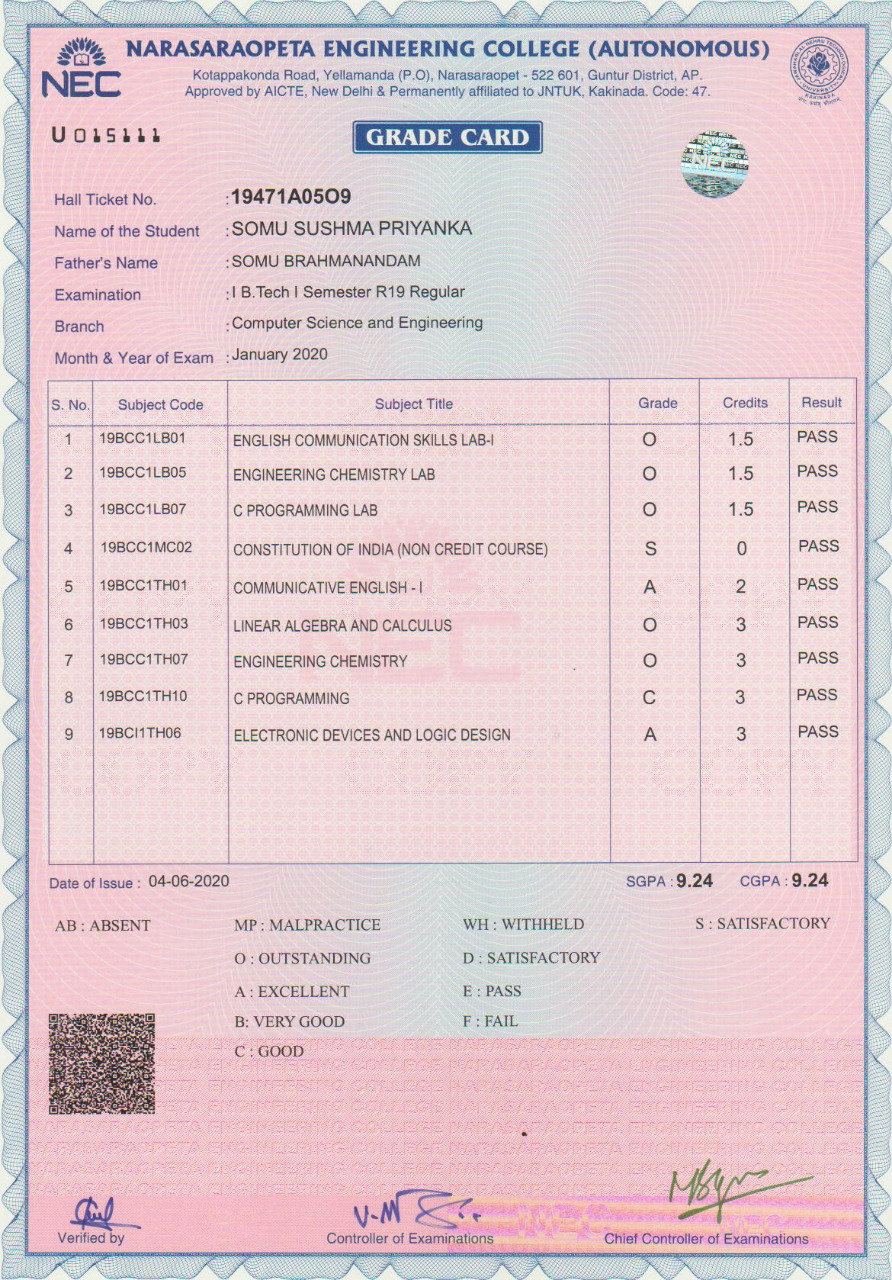 NARASARAOPETA ENGINEERING COLLEGE (AUTONOMOUS)
NEC
Kotappakonda Road, Yellamanda (P.O), Narasaraopet - 522 601, Guntur District, AP.
Approved by AICTE, New Delhi & Permanently affiliated to JNTUK, Kakinada. Code: 47.
U 015111
GRADE CARD
NEC
Hall Ticket No. :19471A05O9
Name of the Student :SOMU SUSHMA PRIYANKA
Father's Name :SOMU BRAHMANANDAM
Examination :I B.Tech I Semester R19 Regular
Branch :Computer Science and Engineering
Month & Year of Exam :January 2020
S. No. Subject Code Subject Title Grade Credits Result
1 19BCC1LB01 ENGLISH COMMUNICATION SKILLS LAB-I O 1.5 PASS
2 19BCC1LB05 ENGINEERING CHEMISTRY LAB O 1.5 PASS
3 19BCC1LB07 C PROGRAMMING LAB O 1.5 PASS
4 19BCC1MC02 CONSTITUTION OF INDIA (NON CREDIT COURSE) S 0 PASS
5 19BCC1TH01 COMMUNICATIVE ENGLISH - I A 2 PASS
6 19BCC1TH03 LINEAR ALGEBRA AND CALCULUS O 3 PASS
7 19BCC1TH07 ENGINEERING CHEMISTRY O 3 PASS
8 19BCC1TH10 C PROGRAMMING C 3 PASS
9 19BCI1TH06 ELECTRONIC DEVICES AND LOGIC DESIGN A 3 PASS
Date of Issue : 04-06-2020 SGPA :9.24 CGPA :9.24
AB : ABSENT MP : MALPRACTICE WH : WITHHELD S : SATISFACTORY
O : OUTSTANDING D : SATISFACTORY
A : EXCELLENT E : PASS
B: VERY GOOD F : FAIL
C : GOOD
Verified by Controller of Examinations Chief Controller of Examinations